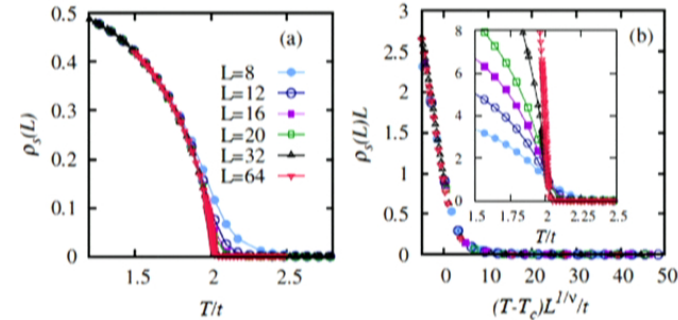 0.5
0.4
0.3
0.2
0.1
0
ρs(L)
1.5
2
2.5
T/t
(a)
L=8
L=12
L=16
L=20
L=32
L=64
3
2.5
2
1.5
1
0.5
0
ρs(L)L
0
10
20
30
40
50
(T-Tc)L^1/ν/t
(b)
8
6
4
2
0
1.5
1.75
2
2.25
2.5
T/t